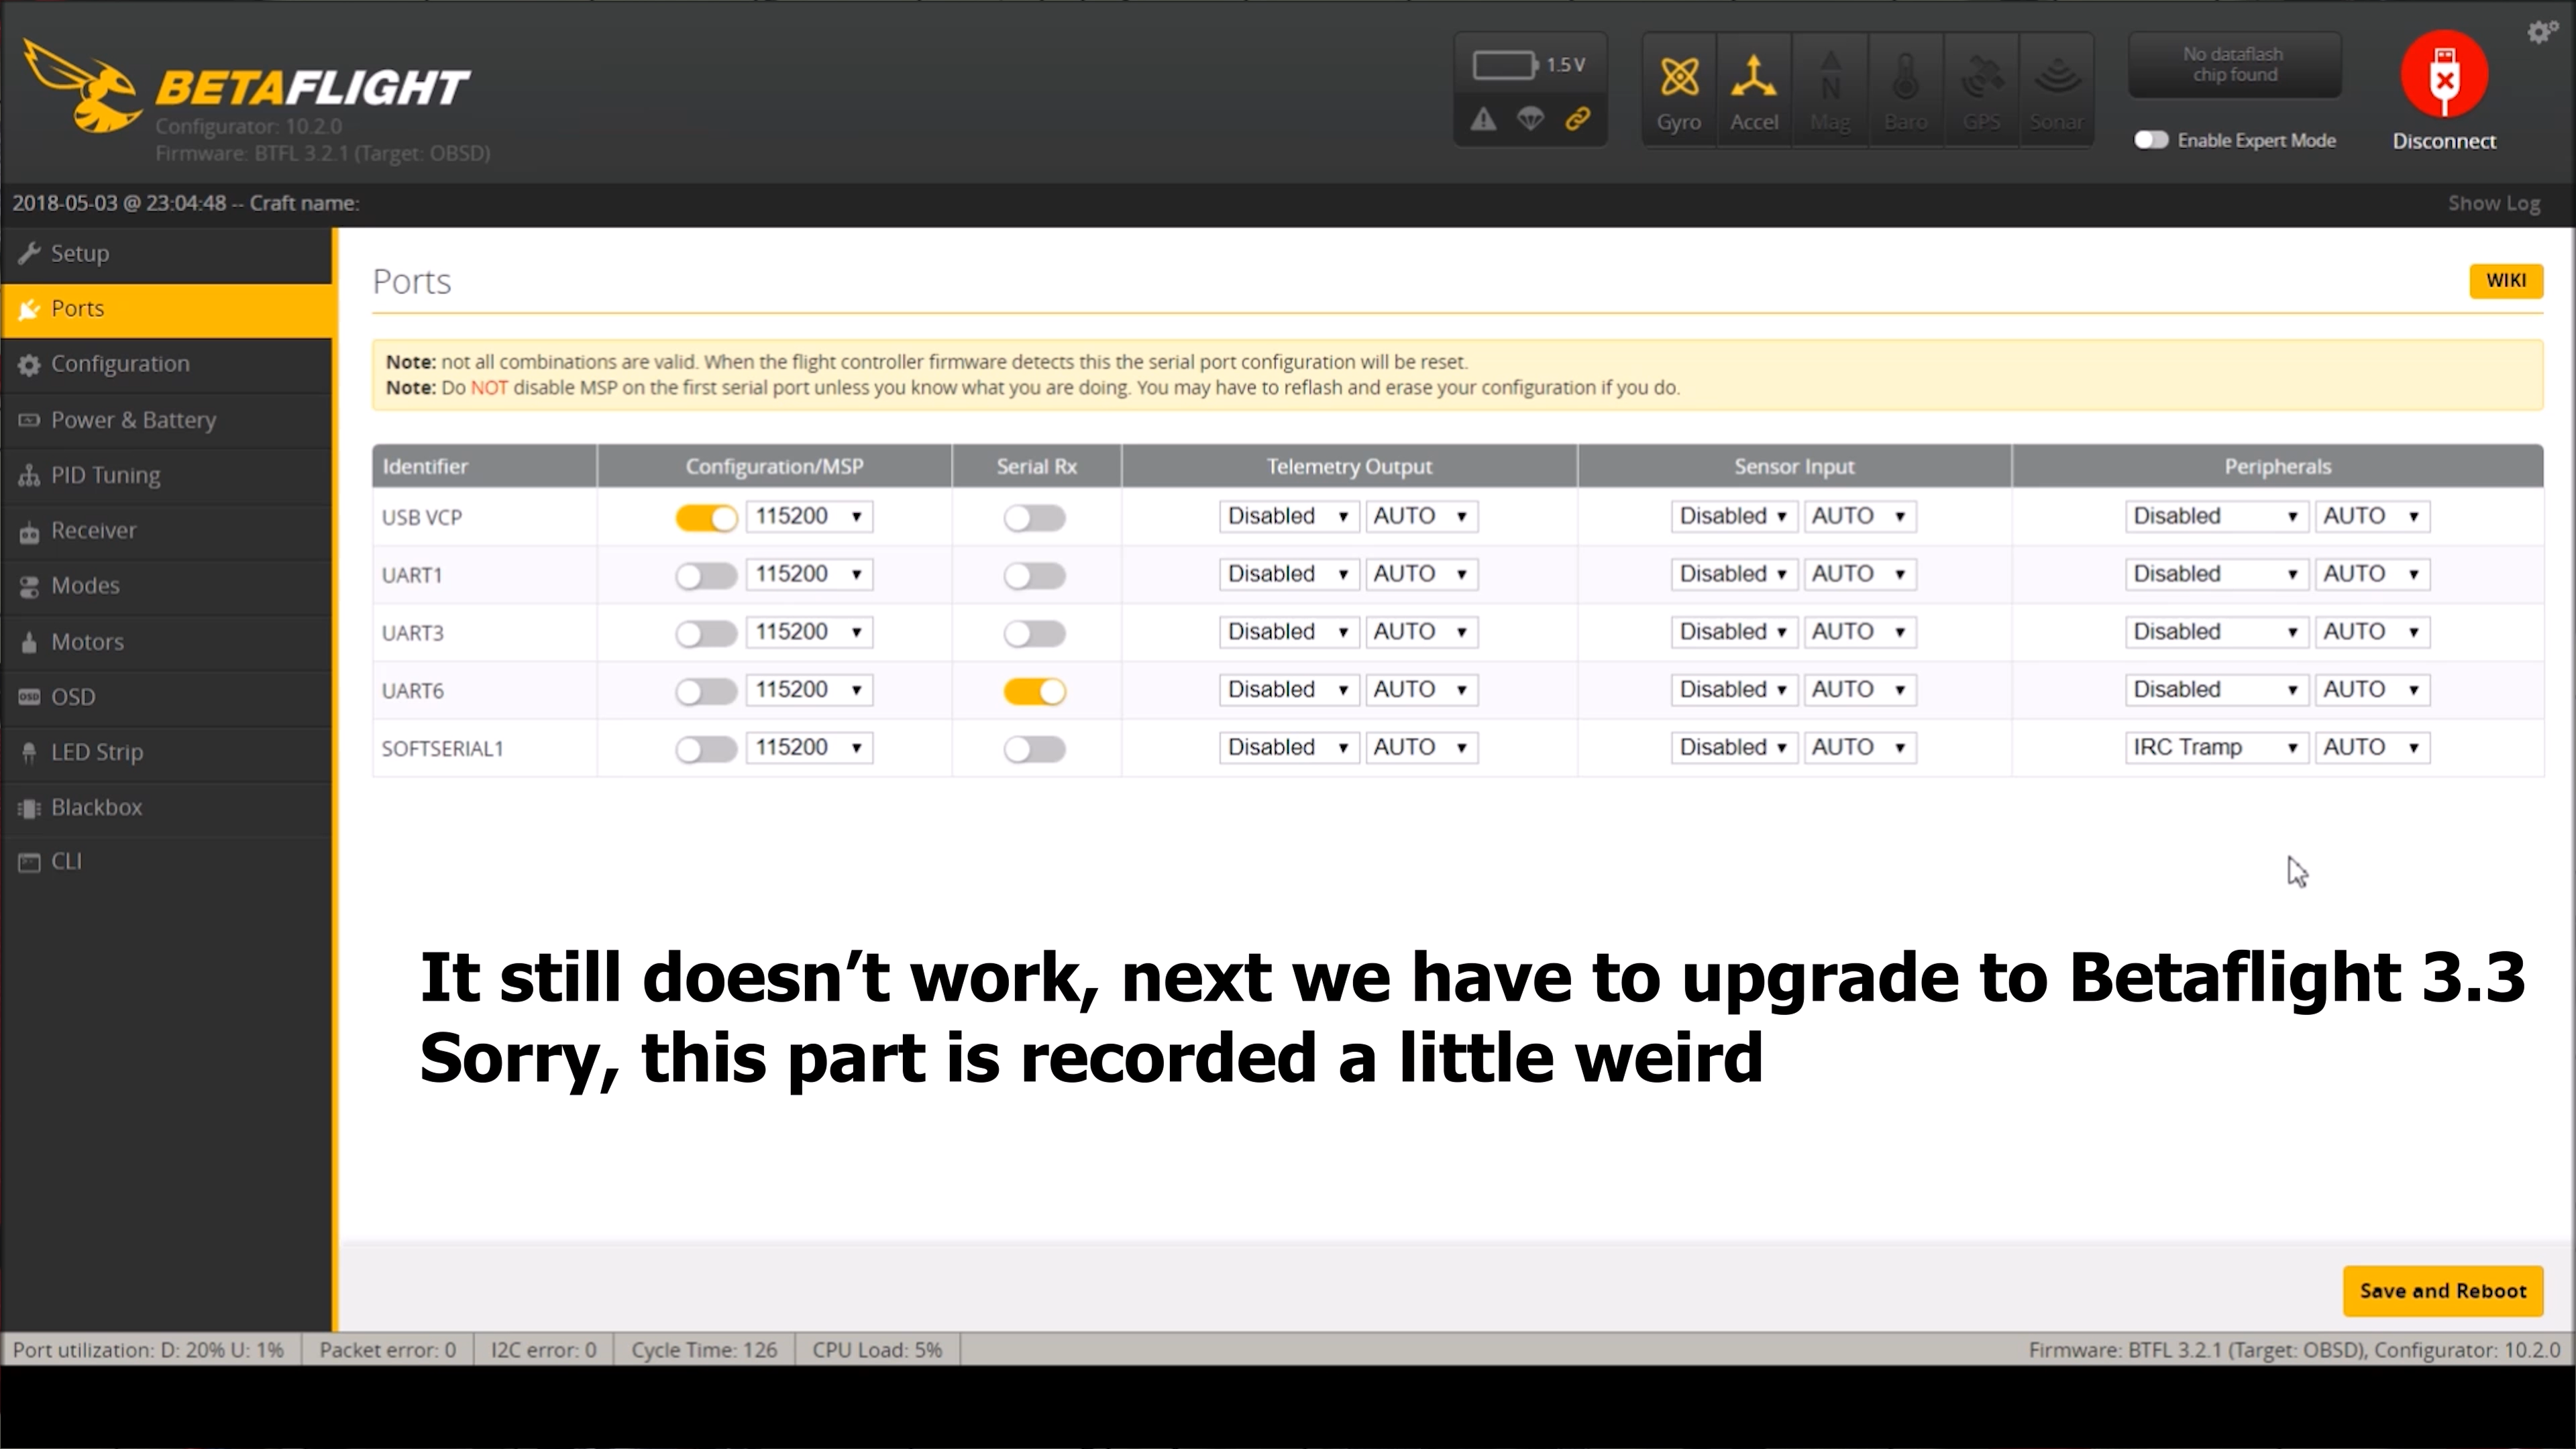 BETAFLIGHT
Configurator: 10.2.0
Firmware: BTFL 3.2.1 (Target: OBSD)
1.5 V
Gyro
Accel
N
Mag
Baro
GPS
Sonar
No dataflash
chip found
Enable Expert Mode
Disconnect
2018-05-03 @ 23:04:48 -- Craft name:
Show Log
Setup
Ports
Configuration
Power & Battery
PID Tuning
Receiver
Modes
Motors
OSD OSD
LED Strip
Blackbox
CLI
Ports
WIKI
Note: not all combinations are valid. When the flight controller firmware detects this the serial port configuration will be reset.
Note: Do NOT disable MSP on the first serial port unless you know what you are doing. You may have to reflash and erase your configuration if you do.
Identifier Configuration/MSP Serial Rx Telemetry Output Sensor Input Peripherals
USB VCP 115200 Disabled AUTO Disabled AUTO Disabled AUTO
UART1 115200 Disabled AUTO Disabled AUTO Disabled AUTO
UART3 115200 Disabled AUTO Disabled AUTO Disabled AUTO
UART6 115200 Disabled AUTO Disabled AUTO Disabled AUTO
SOFTSERIAL1 115200 Disabled AUTO Disabled AUTO IRC Tramp AUTO
It still doesn’t work, next we have to upgrade to Betaflight 3.3
Sorry, this part is recorded a little weird
Save and Reboot
Port utilization: D: 20% U: 1% Packet error: 0 I2C error: 0 Cycle Time: 126 CPU Load: 5% Firmware: BTFL 3.2.1 (Target: OBSD), Configurator: 10.2.0